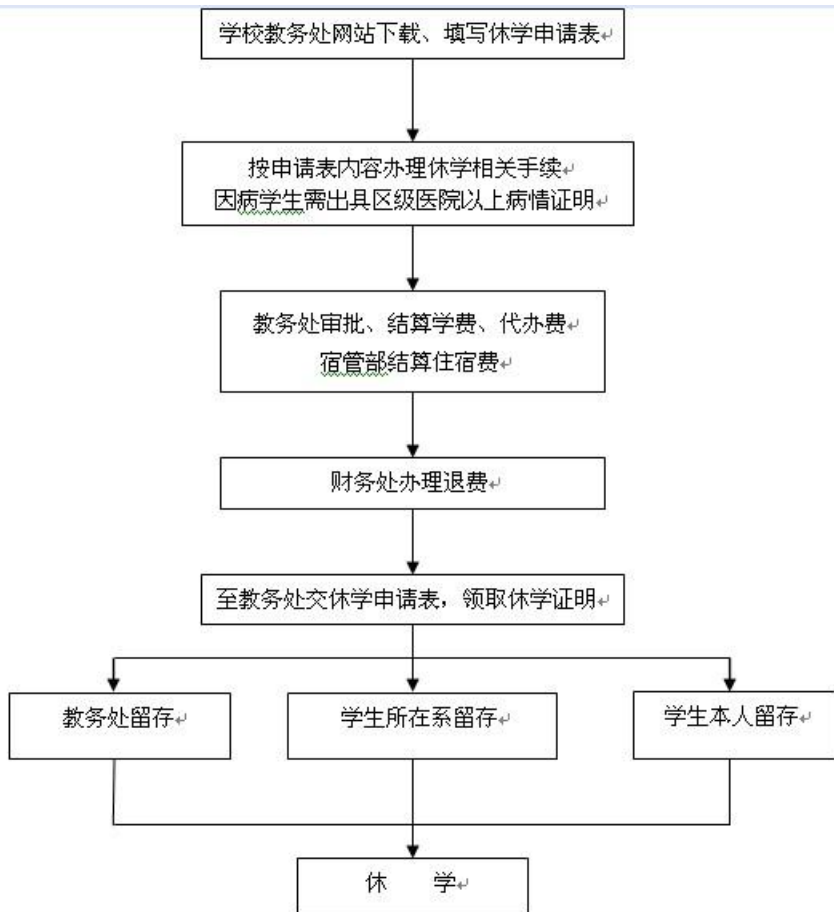 学校教务处网站下载、填写休学申请表
按申请表内容办理休学相关手续
因病学生需出具区级医院以上病情证明
教务处审批、结算学费、代办费
宿管部结算住宿费
财务处办理退费
至教务处交休学申请表，领取休学证明
教务处留存
学生所在系留存
学生本人留存
休 学